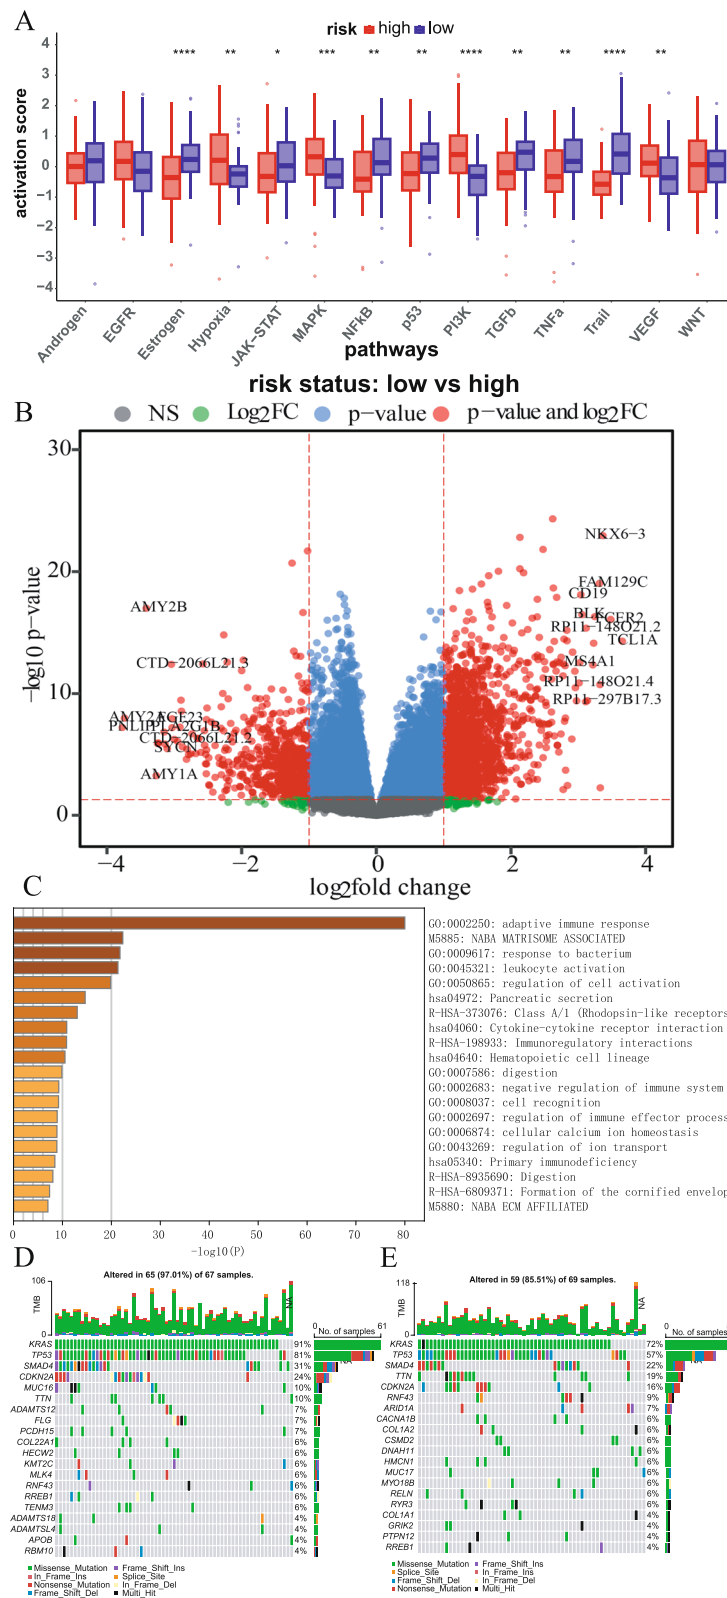 A
risk high low
**** ** * *** ** ** **** ** ** **** **
activation score
4
3
2
1
0
−1
−2
−3
−4
Androgen
EGFR
Estrogen
Hypoxia
JAK−STAT
MAPK
NFkB
p53
PI3K
TGFb
TNFa
Trail
VEGF
WNT
pathways
risk status: low vs high
B
NS Log2FC p−value p−value and log2FC
−log10 p−value
30
20
10
0
NKX6−3
FAM129C
CD19
BLK
FCER2
RP11−148O21.2
TCL1A
MS4A1
RP11−148O21.4
RP11−297B17.3
AMY2B
CTD−2066L21.3
AMY2A
PLA2G1B
CTD−2066L21.2
SYCN
AMY1A
−4 −2 0 2 4
log2fold change
C
GO:0002250: adaptive immune response
M5885: NABA MATRISOME ASSOCIATED
GO:0009617: response to bacterium
GO:0045321: leukocyte activation
GO:0050865: regulation of cell activation
hsa04972: Pancreatic secretion
R-HSA-373076: Class A/1 (Rhodopsin-like receptors
hsa04060: Cytokine-cytokine receptor interaction
R-HSA-198933: Immunoregulatory interactions
hsa04640: Hematopoietic cell lineage
GO:0007586: digestion
GO:0002683: negative regulation of immune system
GO:0008037: cell recognition
GO:0002697: regulation of immune effector process
GO:0006874: cellular calcium ion homeostasis
GO:0043269: regulation of ion transport
hsa05340: Primary immunodeficiency
R-HSA-8935690: Digestion
R-HSA-6809371: Formation of the cornified envelop
M5880: NABA ECM AFFILIATED
0 10 20 30 40 50 60 70 80
-log10(P)
D
Altered in 65 (97.01%) of 67 samples.
106
TMB
0
NA
No. of samples
0 61
NA
KRAS 91%
TP53 81%
SMAD4 31%
CDKN2A 24%
MUC16 10%
TTN 10%
ADAMTS12 7%
FLG 7%
PCDH15 7%
COL22A1 6%
HECW2 6%
KMT2C 6%
MLK4 6%
RNF43 6%
RREB1 6%
TENM3 6%
ADAMTS18 4%
ADAMTSL4 4%
APOB 4%
RBM10 4%
Missense_Mutation Frame_Shift_Ins
In_Frame_Ins Splice_Site
Nonsense_Mutation In_Frame_Del
Frame_Shift_Del Multi_Hit
E
Altered in 59 (85.51%) of 69 samples.
118
TMB
0
NA
No. of samples
0
KRAS 72%
TP53 57%
SMAD4 22%
TTN 19%
CDKN2A 16%
RNF43 9%
ARID1A 7%
CACNA1B 6%
COL1A2 6%
CSMD2 6%
DNAH11 6%
HMCN1 6%
MUC17 6%
MYO18B 6%
RELN 6%
RYR3 6%
COL1A1 4%
GRIK2 4%
PTPN12 4%
RREB1 4%
Missense_Mutation Frame_Shift_Ins
Splice_Site In_Frame_Ins
Frame_Shift_Del In_Frame_Del
Nonsense_Mutation Multi_Hit